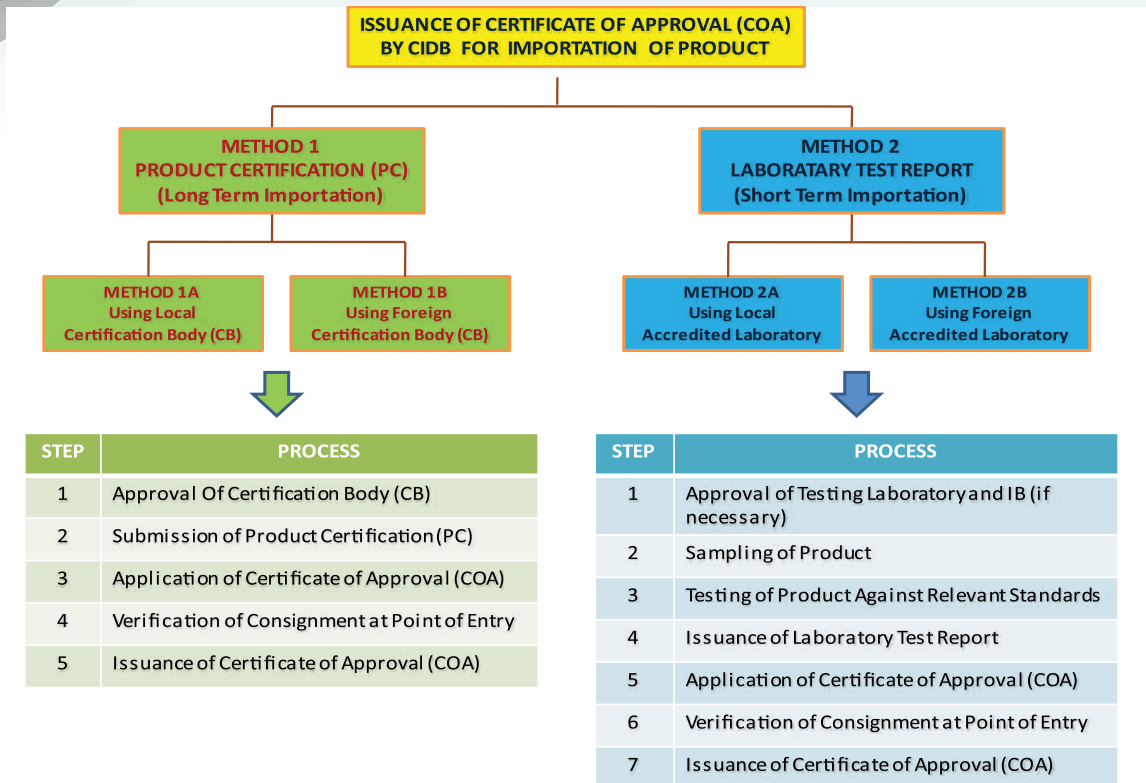 ISSUANCE OF CERTIFICATE OF APPROVAL (COA)
BY CIDB FOR IMPORTATION OF PRODUCT
METHOD 1
PRODUCT CERTIFICATION (PC)
(Long Term Importation)
METHOD 2
LABORATARY TEST REPORT
(Short Term Importation)
METHOD 1A
Using Local
Certification Body (CB)
METHOD 1B
Using Foreign
Certification Body (CB)
METHOD 2A
Using Local
Accredited Laboratory
METHOD 2B
Using Foreign
Accredited Laboratory
STEP PROCESS
1 Approval Of Certification Body (CB)
2 Submission of Product Certification (PC)
3 Application of Certificate of Approval (COA)
4 Verification of Consignment at Point of Entry
5 Issuance of Certificate of Approval (COA)
STEP PROCESS
1 Approval of Testing Laboratory and IB (if
necessary)
2 Sampling of Product
3 Testing of Product Against Relevant Standards
4 Issuance of Laboratory Test Report
5 Application of Certificate of Approval (COA)
6 Verification of Consignment at Point of Entry
7 Issuance of Certificate of Approval (COA)